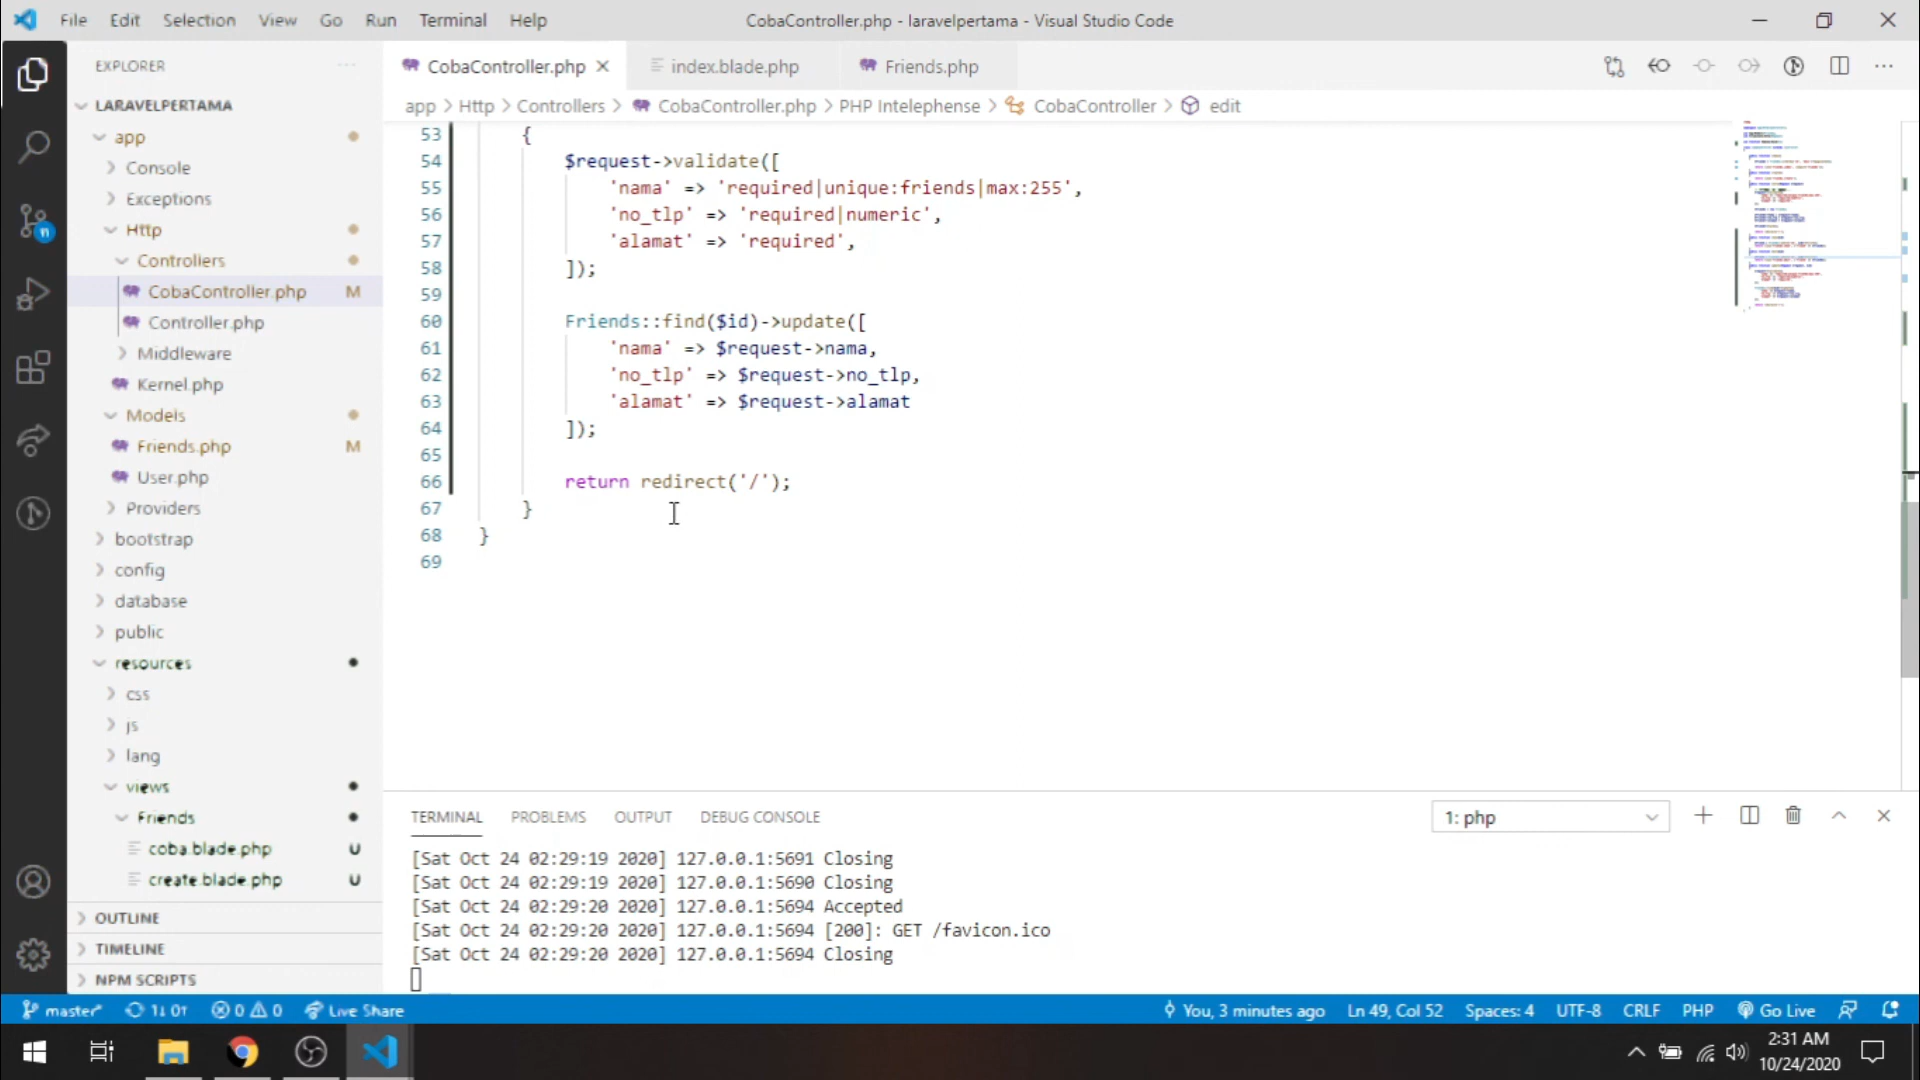 File Edit Selection View Go Run Terminal Help CobaController.php - laravelpertama - Visual Studio Code
EXPLORER
LARAVELPERTAMA
app
Console
Exceptions
Http
Controllers
CobaController.php M
Controller.php
Middleware
Kernel.php
Models
Friends.php M
User.php
Providers
bootstrap
config
database
public
resources
css
js
lang
views
Friends
coba.blade.php U
create.blade.php U
OUTLINE
TIMELINE
NPM SCRIPTS
CobaController.php index.blade.php Friends.php
app > Http > Controllers > CobaController.php > PHP Intelephense > CobaController > edit
53 {
54 $request->validate([
55 'nama' => 'required|unique:friends|max:255',
56 'no_tlp' => 'required|numeric',
57 'alamat' => 'required',
58 ]);
59
60 Friends::find($id)->update([
61 'nama' => $request->nama,
62 'no_tlp' => $request->no_tlp,
63 'alamat' => $request->alamat
64 ]);
65
66 return redirect('/');
67 }
68 }
69
TERMINAL PROBLEMS OUTPUT DEBUG CONSOLE 1: php
[Sat Oct 24 02:29:19 2020] 127.0.0.1:5691 Closing
[Sat Oct 24 02:29:19 2020] 127.0.0.1:5690 Closing
[Sat Oct 24 02:29:20 2020] 127.0.0.1:5694 Accepted
[Sat Oct 24 02:29:20 2020] 127.0.0.1:5694 [200]: GET /favicon.ico
[Sat Oct 24 02:29:20 2020] 127.0.0.1:5694 Closing
master* 1↓ 0↑ 0 0 Live Share You, 3 minutes ago Ln 49, Col 52 Spaces: 4 UTF-8 CRLF PHP Go Live
2:31 AM
10/24/2020